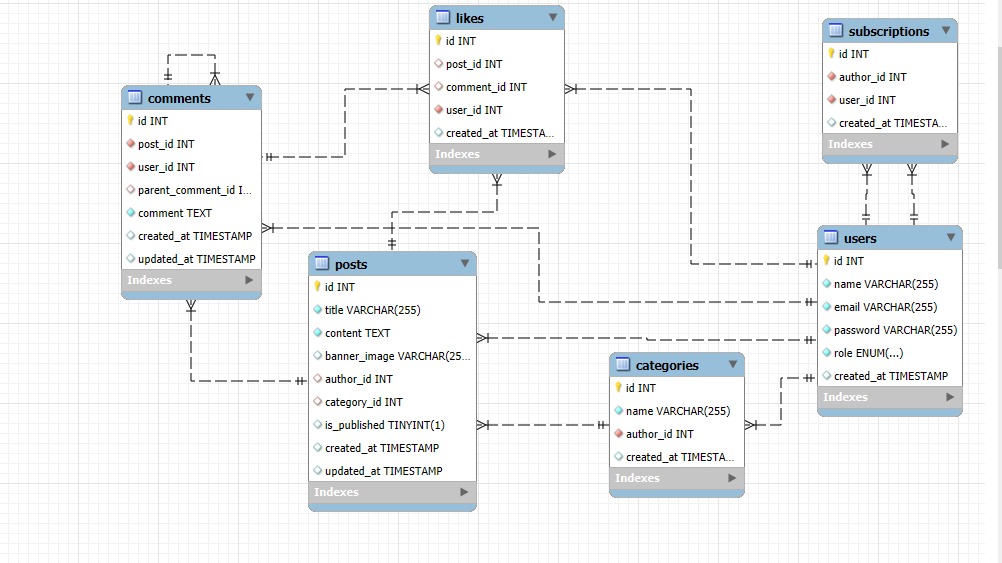 likes
id INT
post_id INT
comment_id INT
user_id INT
created_at TIMESTA...
Indexes
subscriptions
id INT
author_id INT
user_id INT
created_at TIMESTA...
Indexes
comments
id INT
post_id INT
user_id INT
parent_comment_id I...
comment TEXT
created_at TIMESTAMP
updated_at TIMESTAMP
Indexes
posts
id INT
title VARCHAR(255)
content TEXT
banner_image VARCHAR(25...
author_id INT
category_id INT
is_published TINYINT(1)
created_at TIMESTAMP
updated_at TIMESTAMP
Indexes
users
id INT
name VARCHAR(255)
email VARCHAR(255)
password VARCHAR(255)
role ENUM(...)
created_at TIMESTAMP
Indexes
categories
id INT
name VARCHAR(255)
author_id INT
created_at TIMESTA...
Indexes